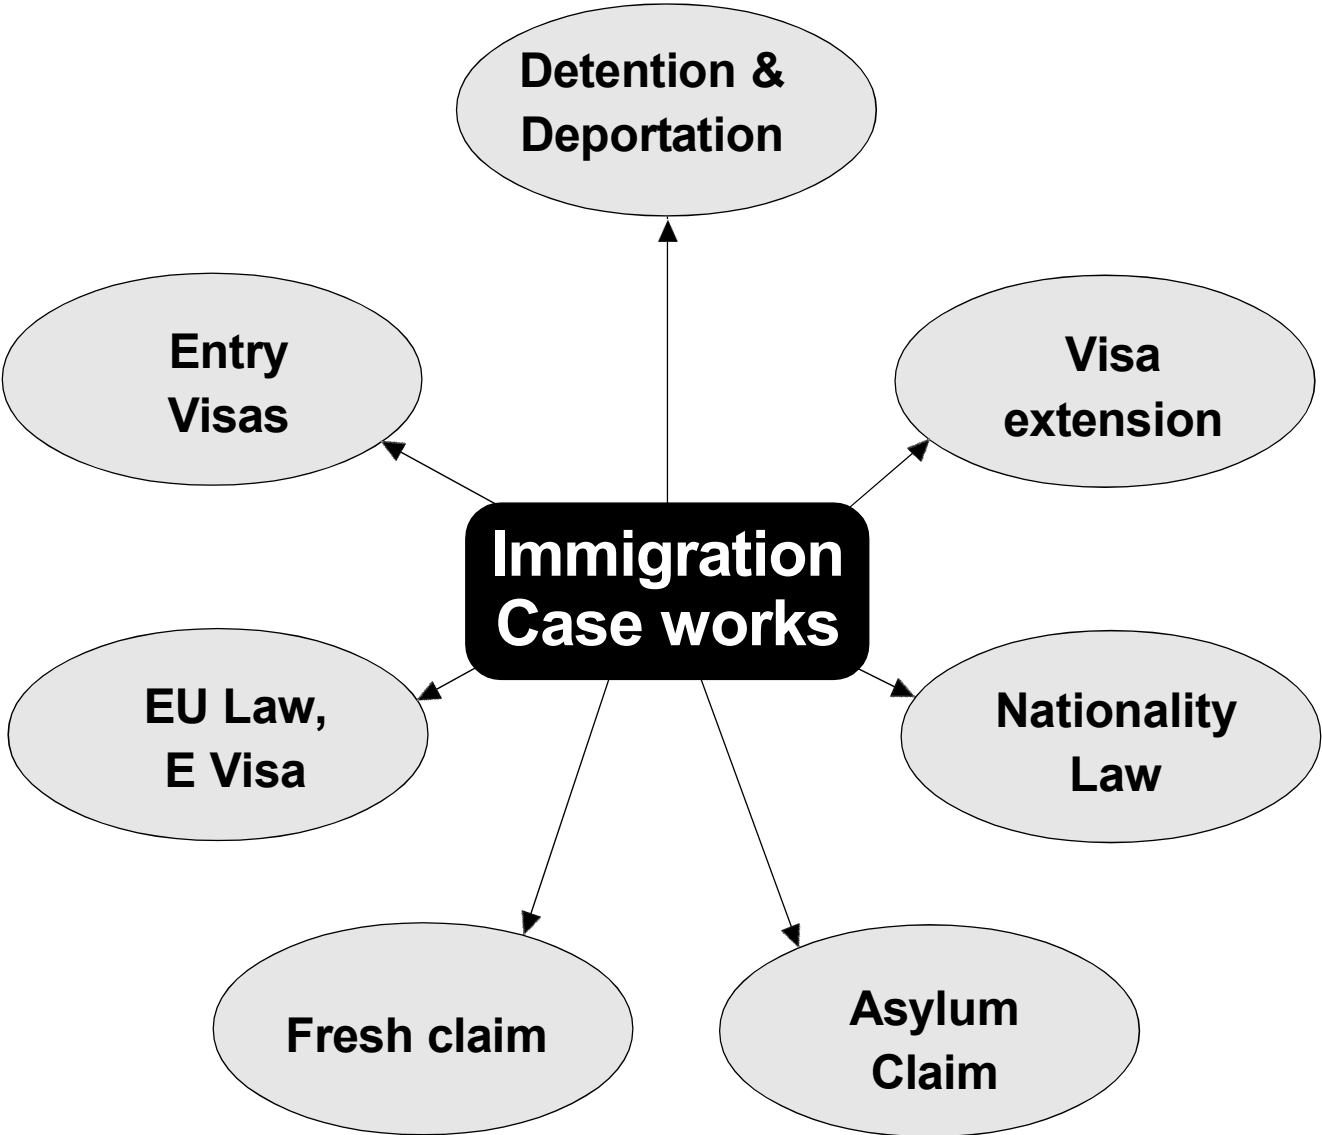 Detention &
Deportation
Entry
Visas
Visa
extension
Immigration
Case works
EU Law,
E Visa
Nationality
Law
Fresh claim
Asylum
Claim